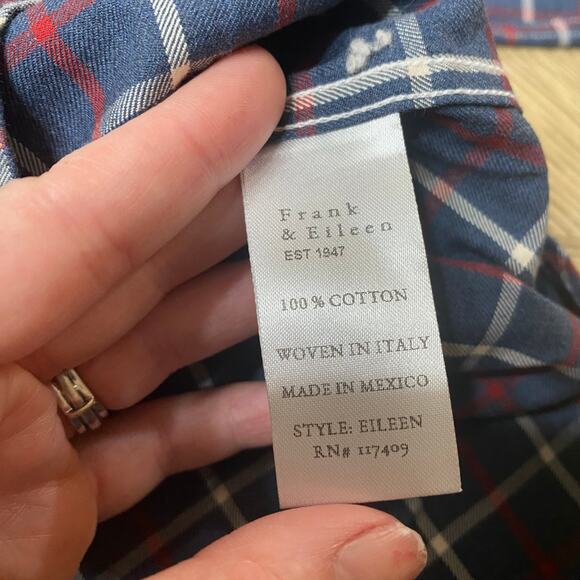 Frank
& Eileen
EST 1947
100% COTTON
WOVEN IN ITALY
MADE IN MEXICO
STYLE: EILEEN
RN# 117409